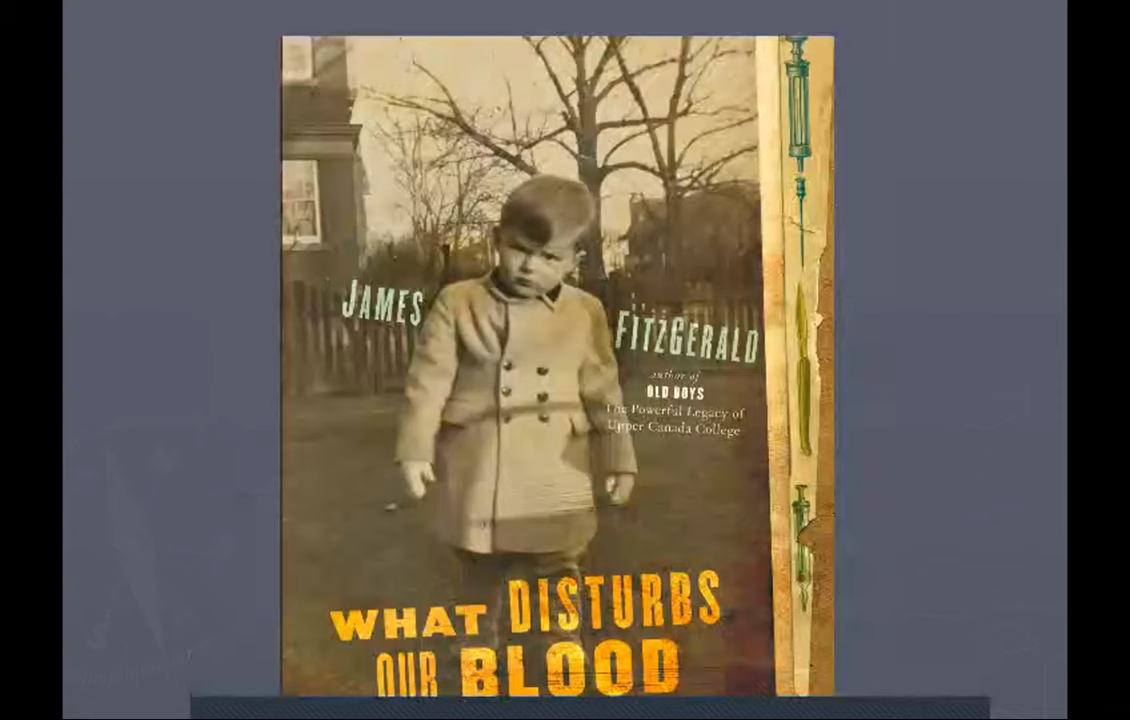 JAMES
FITZGERALD
author of
OLD BOYS
The Powerful Legacy of
Upper Canada College
WHAT DISTURBS
OUR BLOOD